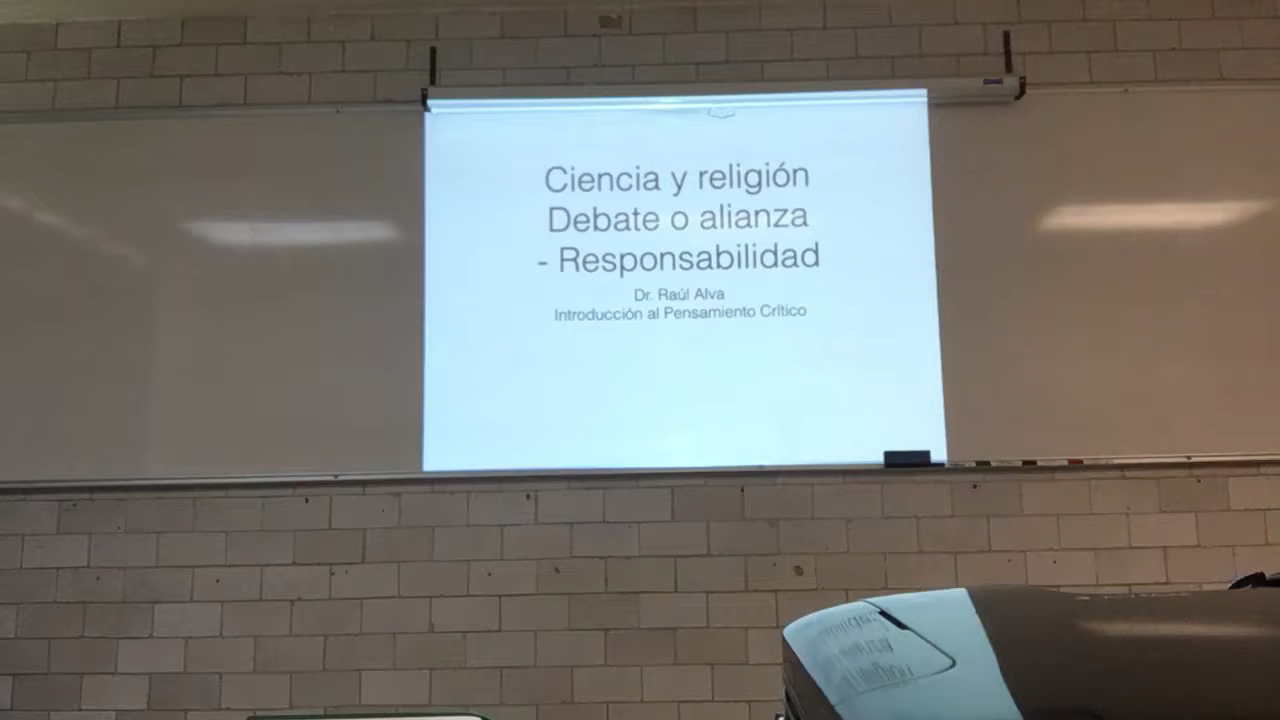 Ciencia y religión
Debate o alianza
- Responsabilidad
Dr. Raúl Alva
Introducción al Pensamiento Crítico